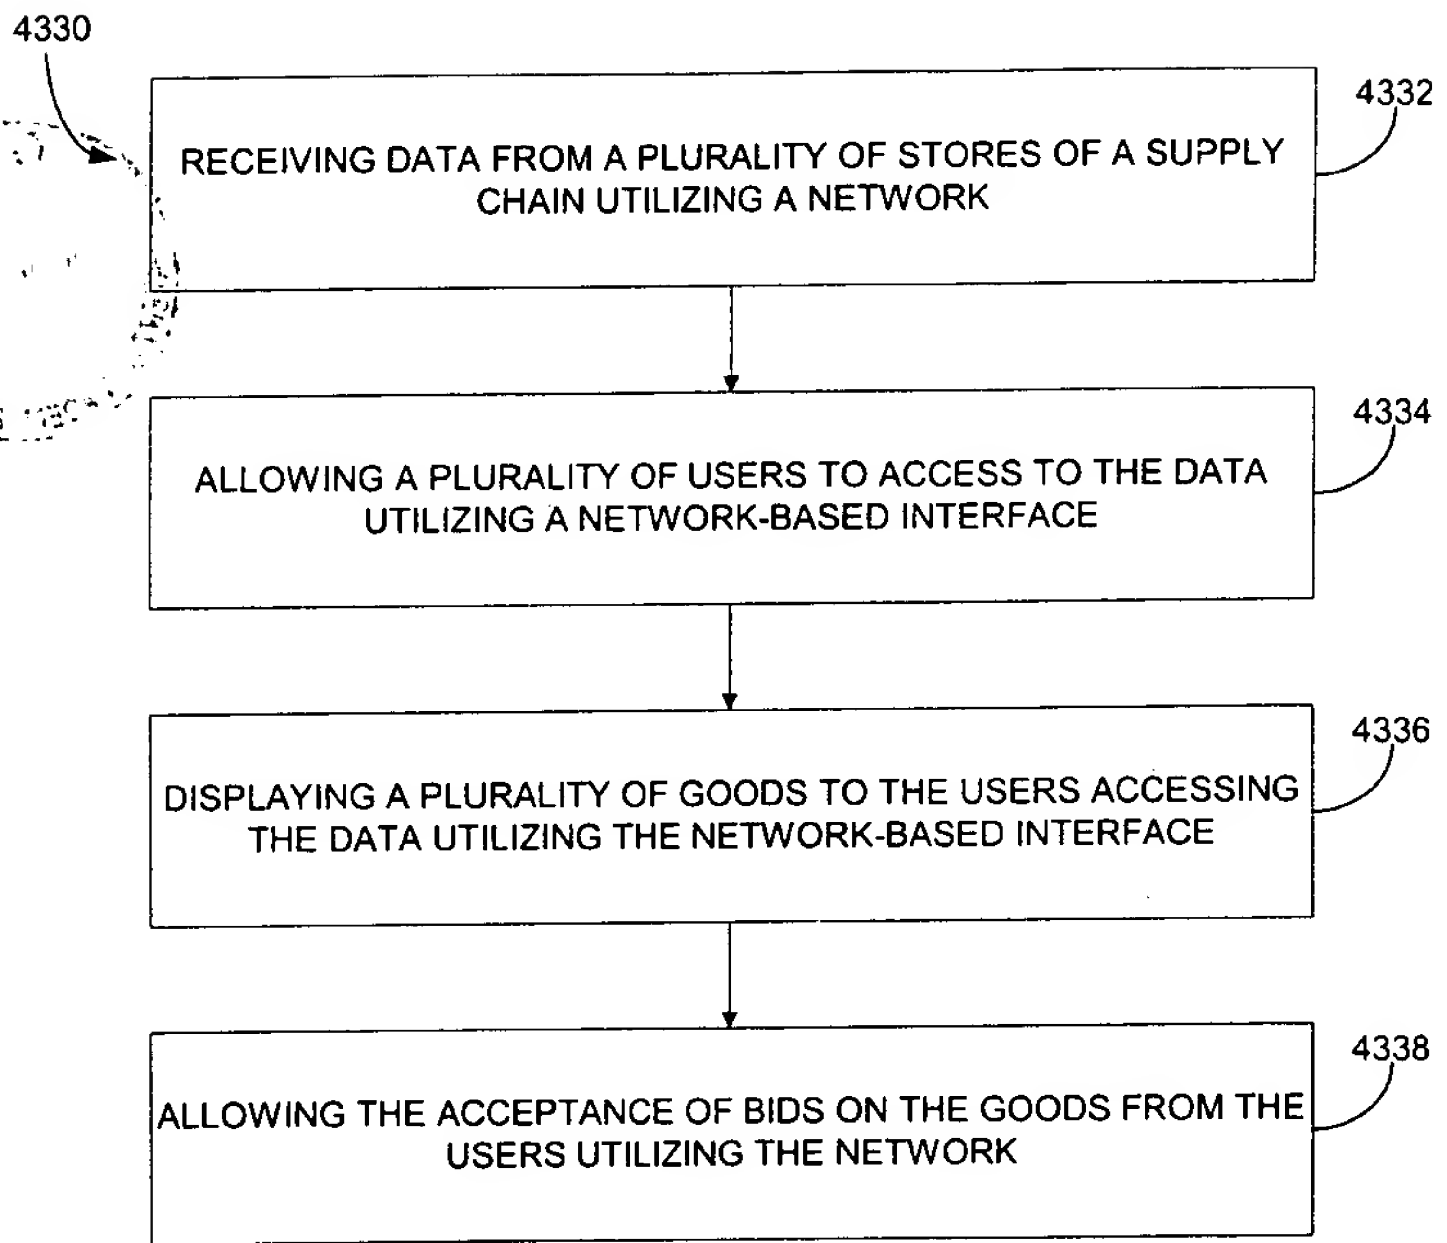 4330
4332
RECEIVING DATA FROM A PLURALITY OF STORES OF A SUPPLY
CHAIN UTILIZING A NETWORK
4334
ALLOWING A PLURALITY OF USERS TO ACCESS TO THE DATA
UTILIZING A NETWORK-BASED INTERFACE
4336
DISPLAYING A PLURALITY OF GOODS TO THE USERS ACCESSING
THE DATA UTILIZING THE NETWORK-BASED INTERFACE
4338
ALLOWING THE ACCEPTANCE OF BIDS ON THE GOODS FROM THE
USERS UTILIZING THE NETWORK